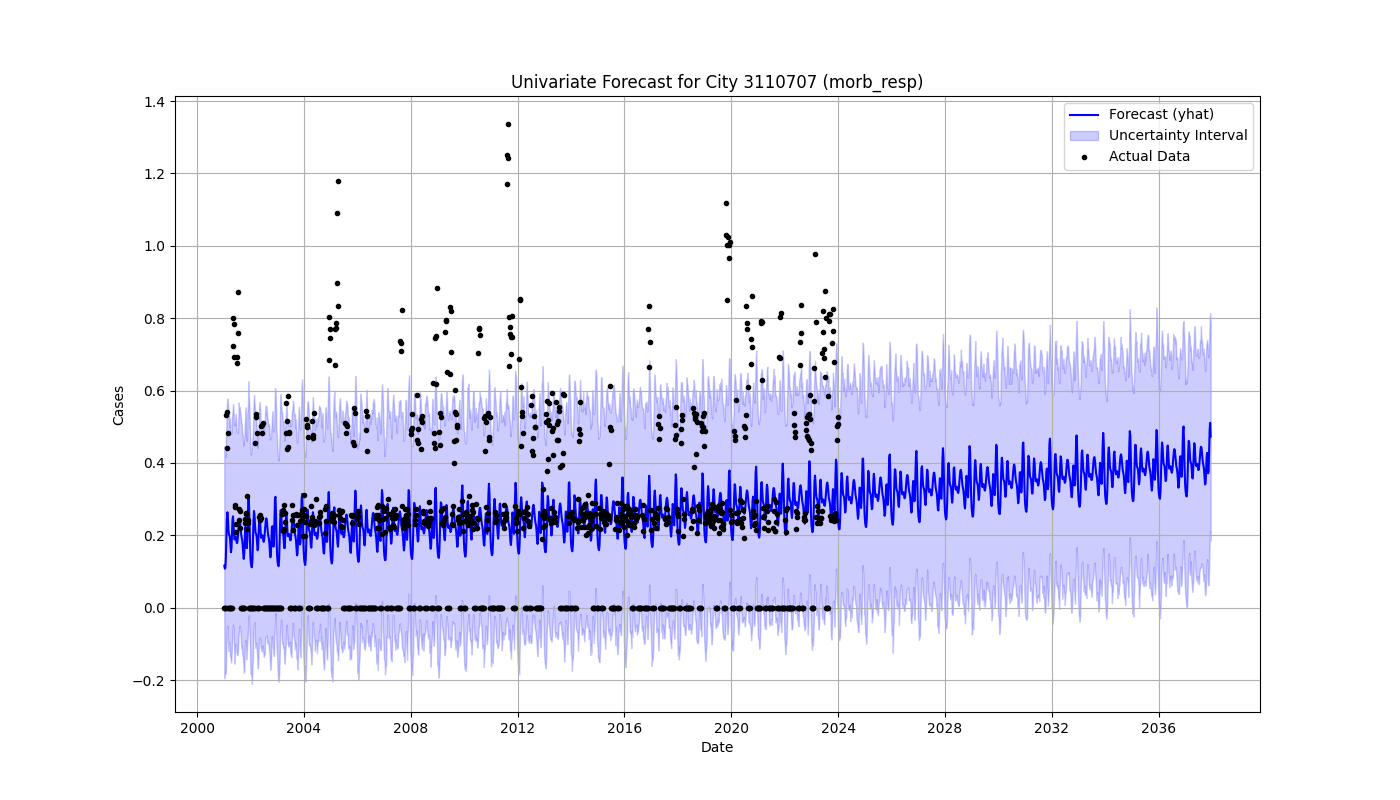 Univariate Forecast for City 3110707 (morb_resp)
Forecast (yhat)
Uncertainty Interval
Actual Data
Cases
1.4
1.2
1.0
0.8
0.6
0.4
0.2
0.0
−0.2
2000 2004 2008 2012 2016 2020 2024 2028 2032 2036
Date